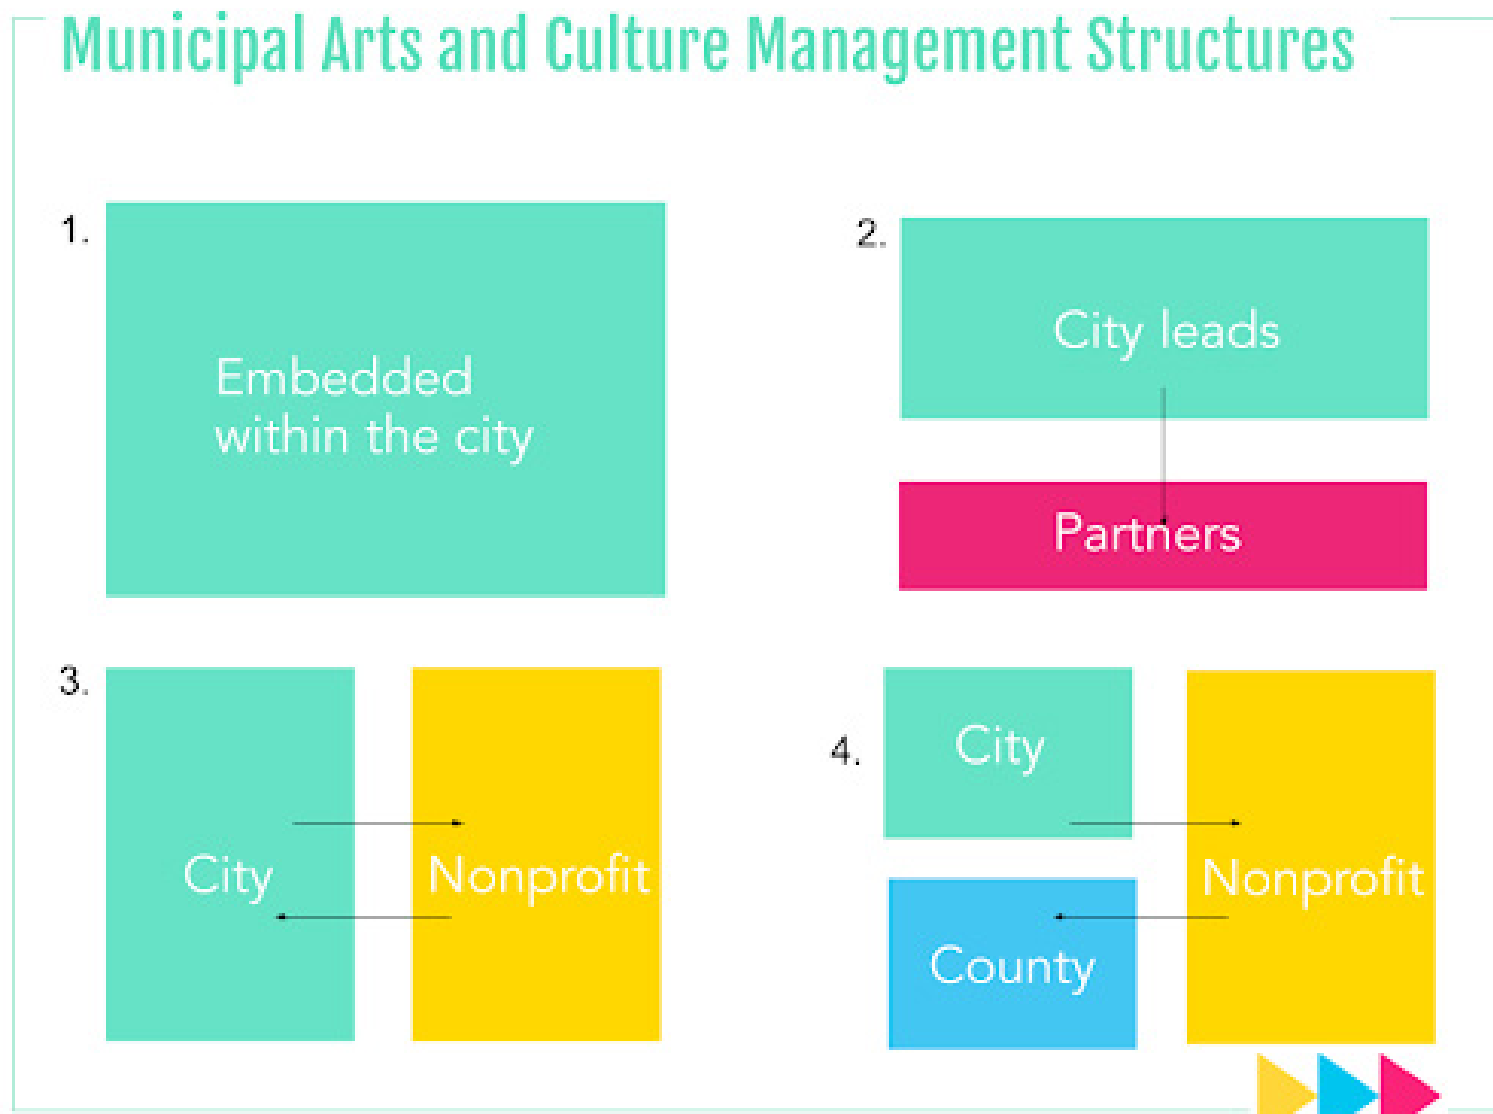 Municipal Arts and Culture Management Structures
1.
Embedded
within the city
2.
City leads
Partners
3.
City
Nonprofit
4.
City
County
Nonprofit